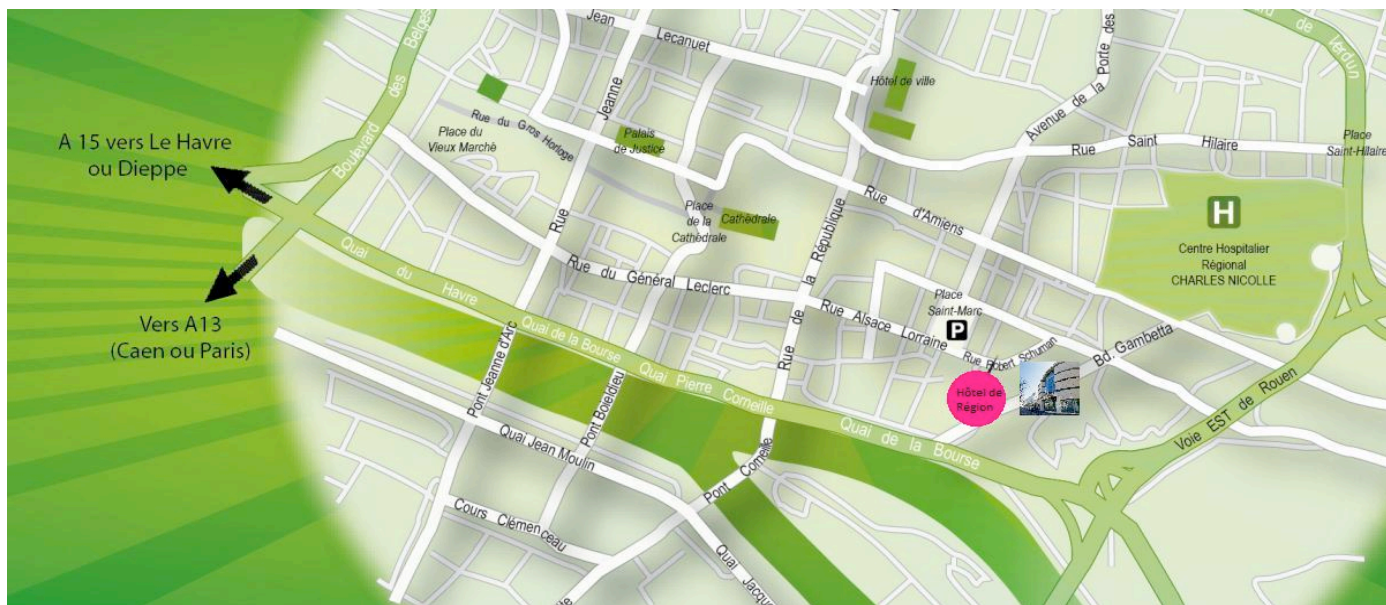 Jean
Lecanuet
Boulevard des Belges
Jeanne
Hôtel de ville
Avenue de la Porte des
Rue du Gros Horloge
Place du
Vieux Marché
Palais
de Justice
Rue Saint Hilaire
Place
Saint-Hilaire
A 15 vers Le Havre
ou Dieppe
H
Centre Hospitalier
Régional
CHARLES NICOLLE
Rue d'Amiens
Place
de la
Cathédrale
Cathédrale
Rue
Rue de la République
Rue du Général Leclerc
Quai du Havre
Vers A13
(Caen ou Paris)
Place
Saint-Marc
P
Rue Alsace Lorraine
Rue Robert Schuman
Bd. Gambetta
Quai de la Bourse
Quai Pierre Corneille
Quai de la Bourse
Hôtel de
Région
Voie EST de Rouen
Pont Jeanne d'Arc
Pont Boieldieu
Pont Corneille
Quai Jean Moulin
Cours Clémenceau